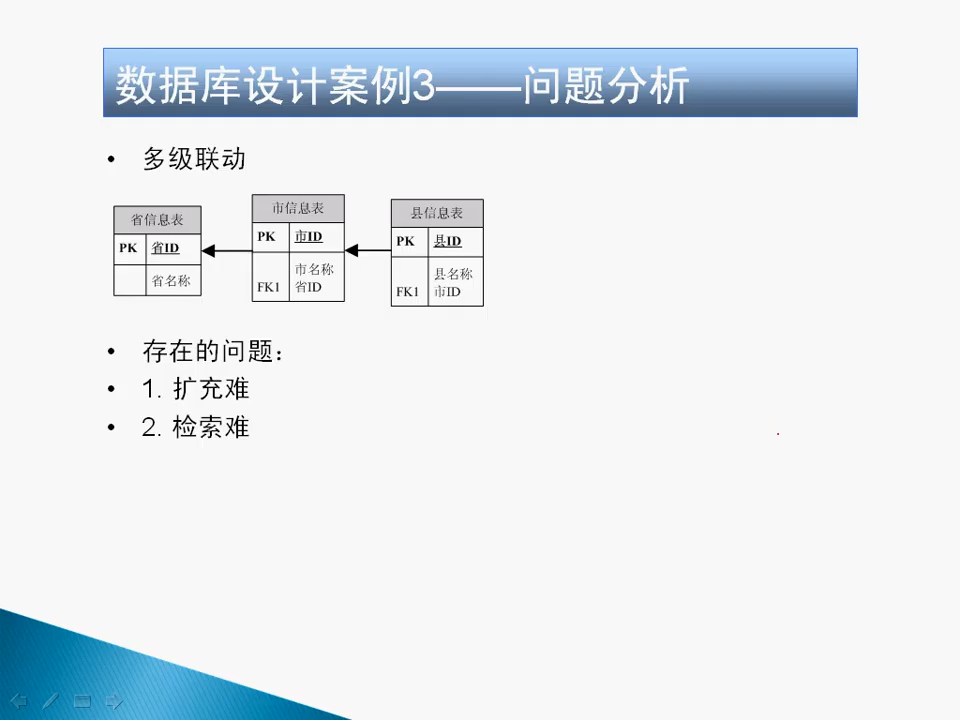 数据库设计案例3——问题分析
• 多级联动
省信息表
PK 省ID
省名称
市信息表
PK 市ID
市名称
FK1 省ID
县信息表
PK 县ID
县名称
FK1 市ID
• 存在的问题：
• 1. 扩充难
• 2. 检索难